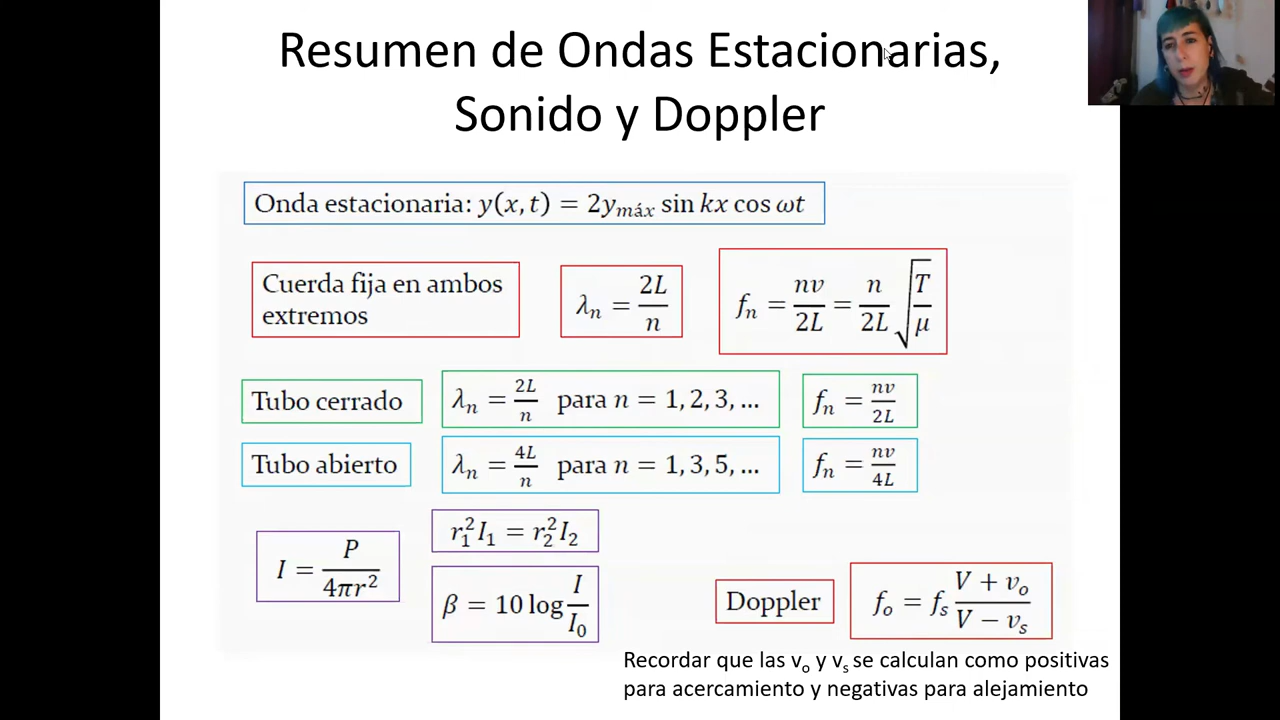 Resumen de Ondas Estacionarias,
Sonido y Doppler
Onda estacionaria: y(x, t) = 2y_máx sin kx cos ωt
Cuerda fija en ambos
extremos
λ_n = 2L/n
f_n = nv/2L = n/2L √(T/μ)
Tubo cerrado
λ_n = 2L/n para n = 1, 2, 3, ...
f_n = nv/2L
Tubo abierto
λ_n = 4L/n para n = 1, 3, 5, ...
f_n = nv/4L
I = P/4πr²
r₁²I₁ = r₂²I₂
β = 10 log I/I₀
Doppler
f_o = f_s (V + v_o)/(V − v_s)
Recordar que las v_o y v_s se calculan como positivas
para acercamiento y negativas para alejamiento